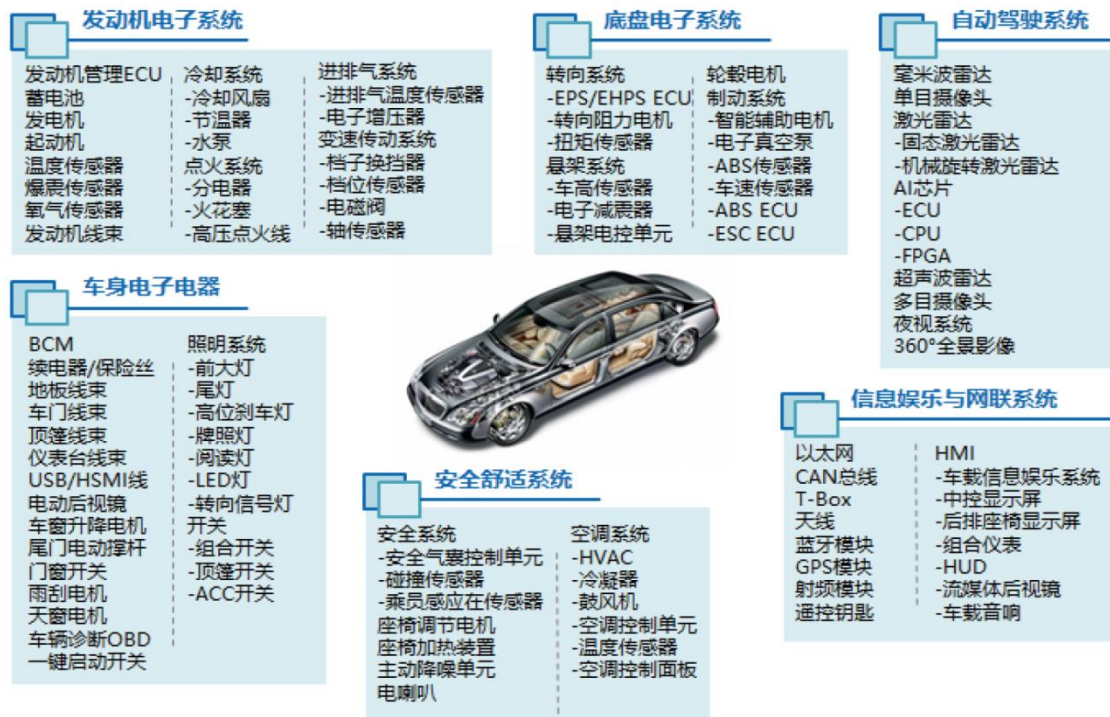 发动机电子系统
发动机管理ECU
蓄电池
发电机
起动机
温度传感器
爆震传感器
氧气传感器
发动机线束
冷却系统
-冷却风扇
-节温器
-水泵
点火系统
-分电器
-火花塞
-高压点火线
进排气系统
-进排气温度传感器
-电子增压器
变速传动系统
-档子换挡器
-档位传感器
-电磁阀
-轴传感器
底盘电子系统
转向系统
-EPS/EHPS ECU
-转向阻力电机
-扭矩传感器
悬架系统
-车高传感器
-电子减震器
-悬架电控单元
轮毂电机
制动系统
-智能辅助电机
-电子真空泵
-ABS传感器
-车速传感器
-ABS ECU
-ESC ECU
自动驾驶系统
毫米波雷达
单目摄像头
激光雷达
-固态激光雷达
-机械旋转激光雷达
AI芯片
-ECU
-CPU
-FPGA
超声波雷达
多目摄像头
夜视系统
360°全景影像
车身电子电器
BCM
续电器/保险丝
地板线束
车门线束
顶篷线束
仪表台线束
USB/HSMI线
电动后视镜
车窗升降电机
尾门电动撑杆
门窗开关
雨刮电机
天窗电机
车辆诊断OBD
一键启动开关
照明系统
-前大灯
-尾灯
-高位刹车灯
-牌照灯
-阅读灯
-LED灯
-转向信号灯
开关
-组合开关
-顶篷开关
-ACC开关
安全舒适系统
安全系统
-安全气囊控制单元
-碰撞传感器
-乘员感应在传感器
座椅调节电机
座椅加热装置
主动降噪单元
电喇叭
空调系统
-HVAC
-冷凝器
-鼓风机
-空调控制单元
-温度传感器
-空调控制面板
信息娱乐与网联系统
以太网
CAN总线
T-Box
天线
蓝牙模块
GPS模块
射频模块
遥控钥匙
HMI
-车载信息娱乐系统
-中控显示屏
-后排座椅显示屏
-组合仪表
-HUD
-流媒体后视镜
-车载音响